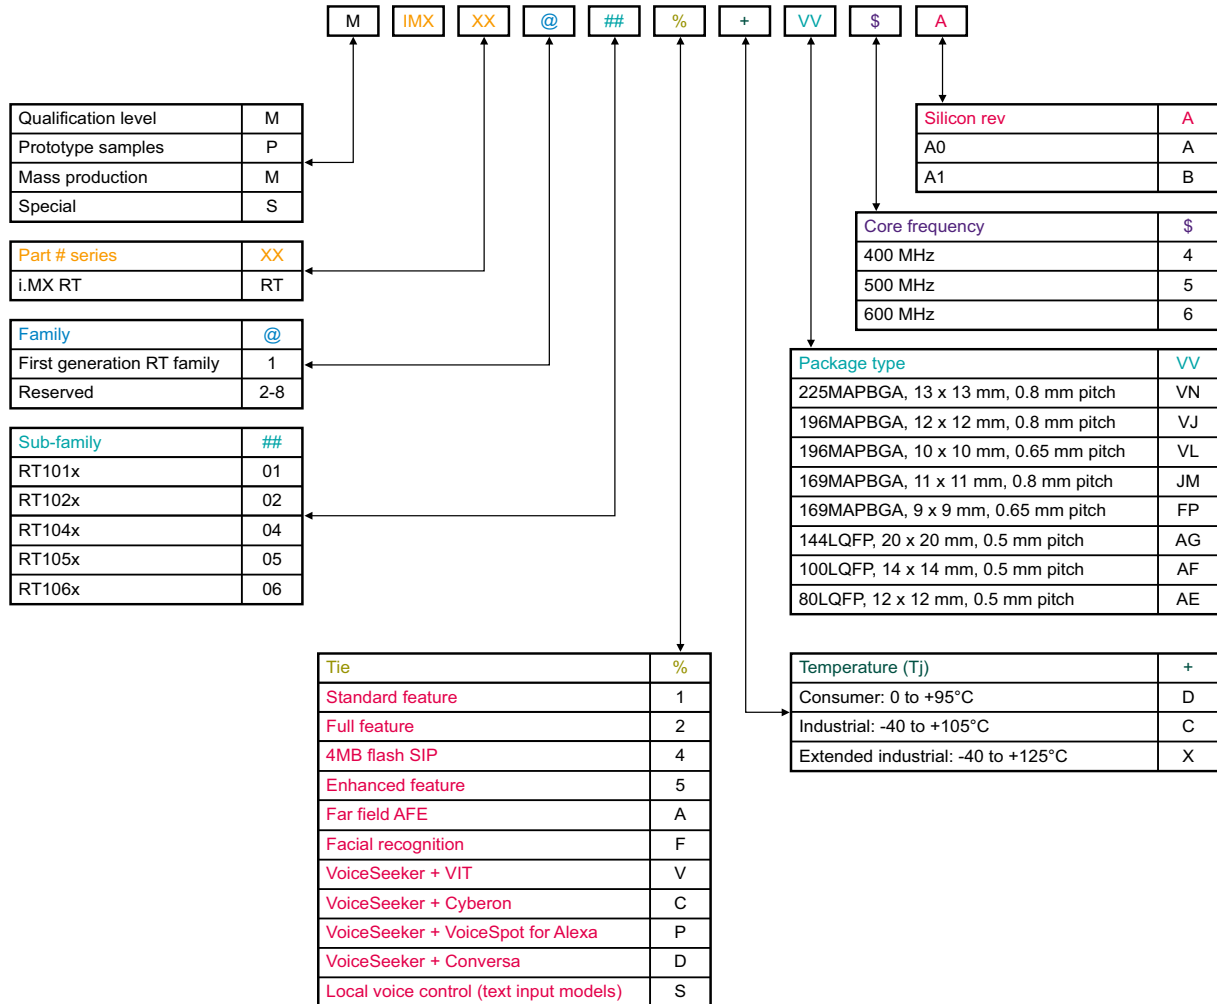 M IMX XX @ ## % + VV $ A
Qualification level M
Prototype samples P
Mass production M
Special S
Part # series XX
i.MX RT RT
Family @
First generation RT family 1
Reserved 2-8
Sub-family ##
RT101x 01
RT102x 02
RT104x 04
RT105x 05
RT106x 06
Silicon rev A
A0 A
A1 B
Core frequency $
400 MHz 4
500 MHz 5
600 MHz 6
Package type VV
225MAPBGA, 13 x 13 mm, 0.8 mm pitch VN
196MAPBGA, 12 x 12 mm, 0.8 mm pitch VJ
196MAPBGA, 10 x 10 mm, 0.65 mm pitch VL
169MAPBGA, 11 x 11 mm, 0.8 mm pitch JM
169MAPBGA, 9 x 9 mm, 0.65 mm pitch FP
144LQFP, 20 x 20 mm, 0.5 mm pitch AG
100LQFP, 14 x 14 mm, 0.5 mm pitch AF
80LQFP, 12 x 12 mm, 0.5 mm pitch AE
Tie %
Standard feature 1
Full feature 2
4MB flash SIP 4
Enhanced feature 5
Far field AFE A
Facial recognition F
VoiceSeeker + VIT V
VoiceSeeker + Cyberon C
VoiceSeeker + VoiceSpot for Alexa P
VoiceSeeker + Conversa D
Local voice control (text input models) S
Temperature (Tj) +
Consumer: 0 to +95°C D
Industrial: -40 to +105°C C
Extended industrial: -40 to +125°C X